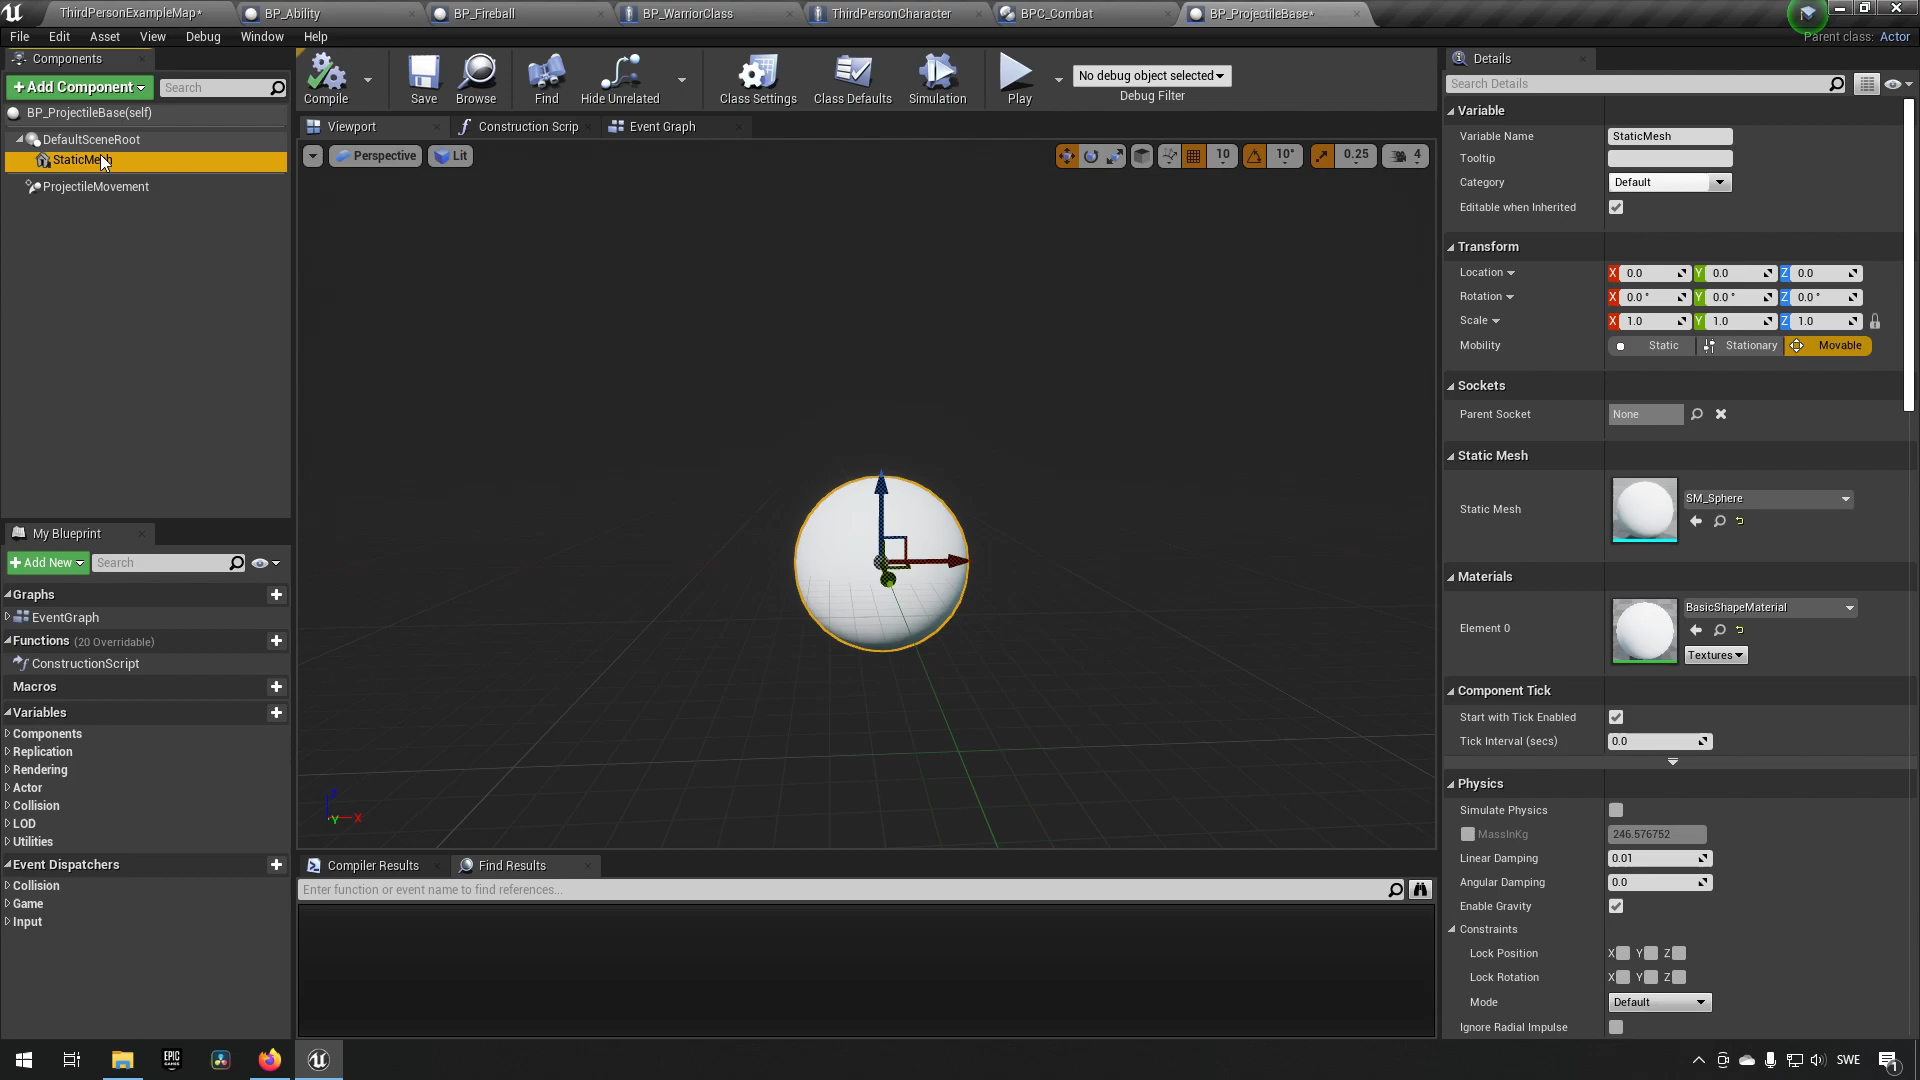 ThirdPersonExampleMap*
BP_Ability
BP_Fireball
BP_WarriorClass
ThirdPersonCharacter
BPC_Combat
BP_ProjectileBase*
File
Edit
Asset
View
Debug
Window
Help
Parent class: Actor
Components
+Add Component
Search
BP_ProjectileBase(self)
DefaultSceneRoot
StaticMesh
ProjectileMovement
Compile
Save
Browse
Find
Hide Unrelated
Class Settings
Class Defaults
Simulation
Play
No debug object selected
Debug Filter
Viewport
Construction Scrip
Event Graph
Perspective
Lit
10
10°
0.25
4
Z
Y
X
My Blueprint
+Add New
Search
Graphs
EventGraph
Functions (20 Overridable)
ConstructionScript
Macros
Variables
Components
Replication
Rendering
Actor
Collision
LOD
Utilities
Event Dispatchers
Collision
Game
Input
Compiler Results
Find Results
Enter function or event name to find references...
Details
Search Details
Variable
Variable Name
StaticMesh
Tooltip
Category
Default
Editable when Inherited
Transform
Location
X 0.0 Y 0.0 Z 0.0
Rotation
X 0.0 ° Y 0.0 ° Z 0.0 °
Scale
X 1.0 Y 1.0 Z 1.0
Mobility
Static
Stationary
Movable
Sockets
Parent Socket
None
Static Mesh
Static Mesh
SM_Sphere
Materials
Element 0
BasicShapeMaterial
Textures
Component Tick
Start with Tick Enabled
Tick Interval (secs)
0.0
Physics
Simulate Physics
MassInKg
246.576752
Linear Damping
0.01
Angular Damping
0.0
Enable Gravity
Constraints
Lock Position
X Y Z
Lock Rotation
X Y Z
Mode
Default
Ignore Radial Impulse
EPIC
GAMES
SWE
1